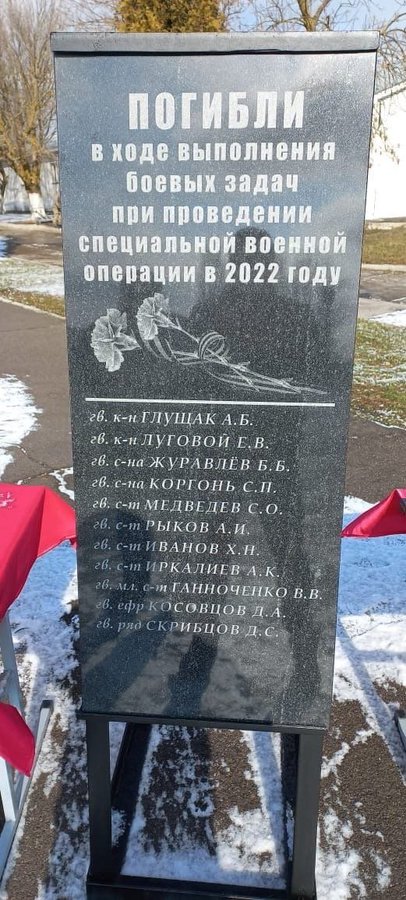 ПОГИБЛИ
в ходе выполнения
боевых задач
при проведении
специальной военной
операции в 2022 году
гв. к-н ГЛУЩАК А.Б.
гв. к-н ЛУГОВОЙ Е.В.
гв. с-на ЖУРАВЛЁВ Б.Б.
гв. с-на КОРГОНЬ С.П.
гв. с-т МЕДВЕДЕВ С.О.
гв. с-т РЫКОВ А.И.
гв. с-т ИВАНОВ Х.Н.
гв. с-т ИРКАЛИЕВ А.К.
гв. мл. с-т ГАННОЧЕНКО В.В.
гв. ефр КОСОВЦОВ Д.А.
гв. ряд СКРИБЦОВ Д.С.